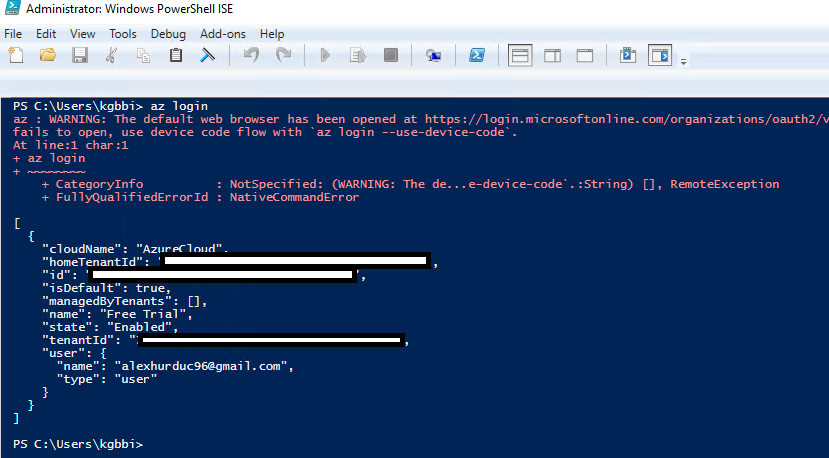 Administrator: Windows PowerShell ISE
File Edit View Tools Debug Add-ons Help
PS C:\Users\kgbbi> az login
az : WARNING: The default web browser has been opened at https://login.microsoftonline.com/organizations/oauth2/v
fails to open, use device code flow with `az login --use-device-code`.
At line:1 char:1
+ az login
+ ~~~~~~~~
+ CategoryInfo : NotSpecified: (WARNING: The de...e-device-code`.:String) [], RemoteException
+ FullyQualifiedErrorId : NativeCommandError
[
{
"cloudName": "AzureCloud",
"homeTenantId": "
",
"id": "
",
"isDefault": true,
"managedByTenants": [],
"name": "Free Trial",
"state": "Enabled",
"tenantId": "
",
"user": {
"name": "alexhurduc96@gmail.com",
"type": "user"
}
}
]
PS C:\Users\kgbbi>